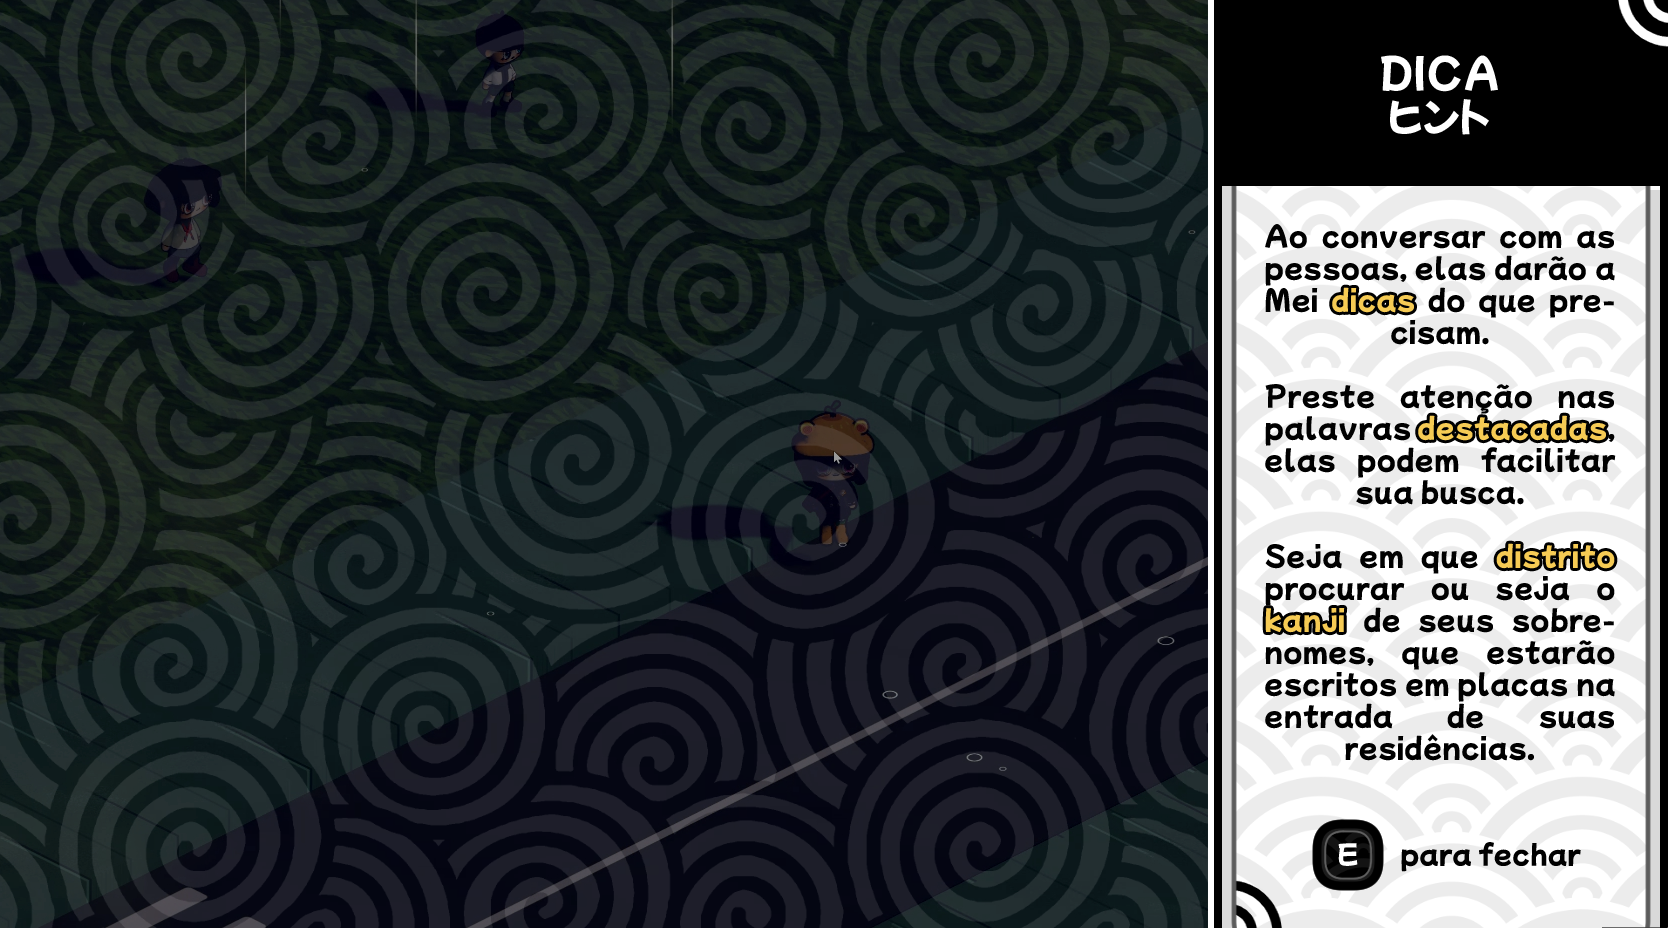 DICA
ヒント
Ao conversar com as
pessoas, elas darão a
Mei dicas do que pre-
cisam.
Preste atenção nas
palavras destacadas,
elas podem facilitar
sua busca.
Seja em que distrito
procurar ou seja o
kanji de seus sobre-
nomes, que estarão
escritos em placas na
entrada de suas
residências.
E para fechar